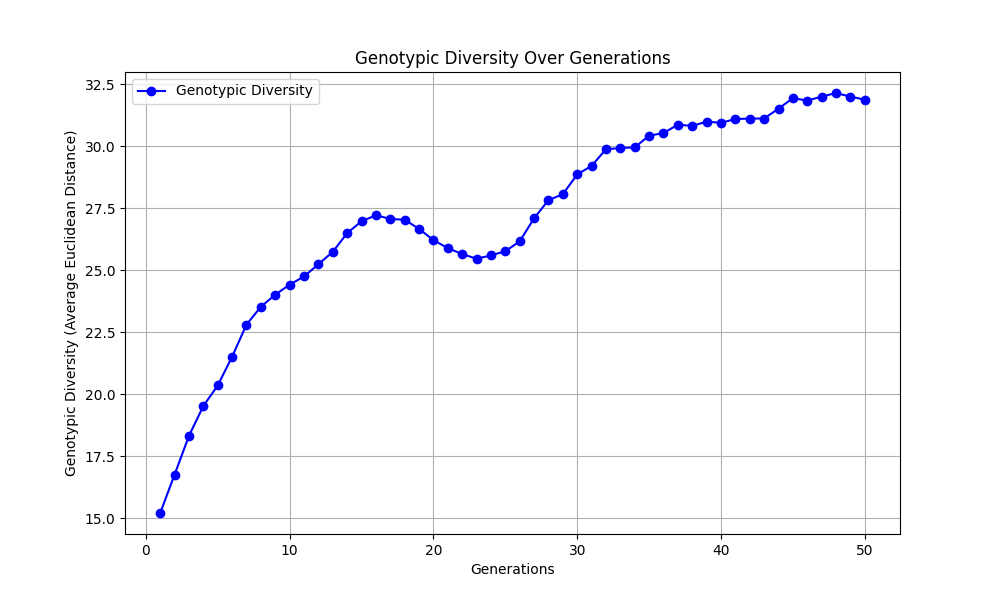 Genotypic Diversity Over Generations
Genotypic Diversity
Genotypic Diversity (Average Euclidean Distance)
32.5
30.0
27.5
25.0
22.5
20.0
17.5
15.0
0 10 20 30 40 50
Generations